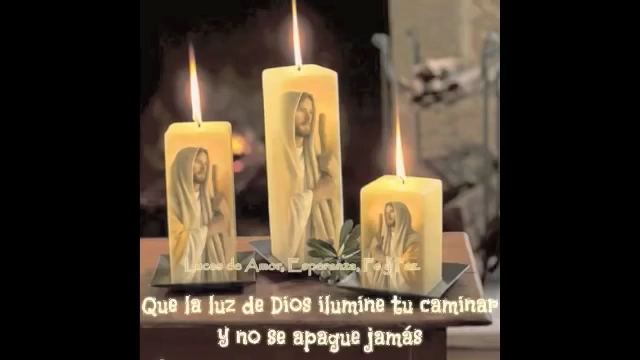 Luces de Amor, Esperanza, Fe y Paz.
Que la luz de Dios ilumine tu caminar
y no se apague jamás